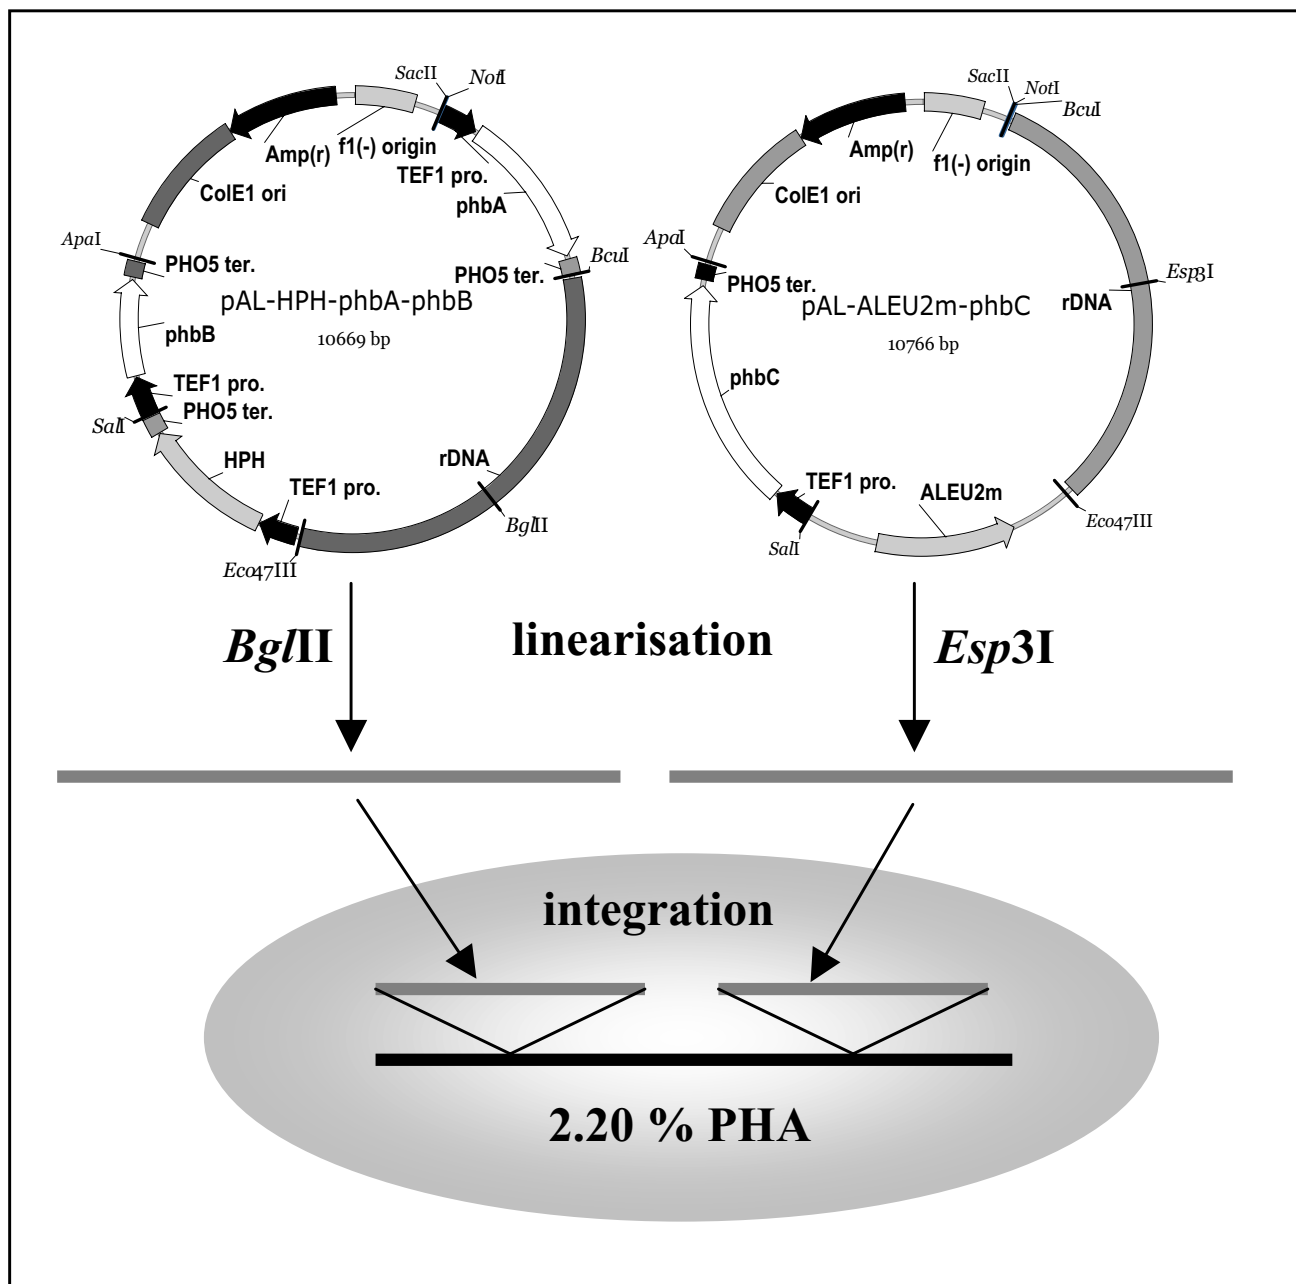 SacII
NotI
Amp(r)
f1(-) origin
TEF1 pro.
phbA
ColE1 ori
ApaI
PHO5 ter.
PHO5 ter.
BcuI
pAL-HPH-phbA-phbB
10669 bp
phbB
TEF1 pro.
PHO5 ter.
SalI
HPH
TEF1 pro.
rDNA
BglII
Eco47III
SacII
NotI
BcuI
Amp(r)
f1(-) origin
ColE1 ori
ApaI
PHO5 ter.
Esp3I
rDNA
pAL-ALEU2m-phbC
10766 bp
phbC
TEF1 pro.
ALEU2m
SalI
Eco47III
BglII
linearisation
Esp3I
integration
2.20 % PHA